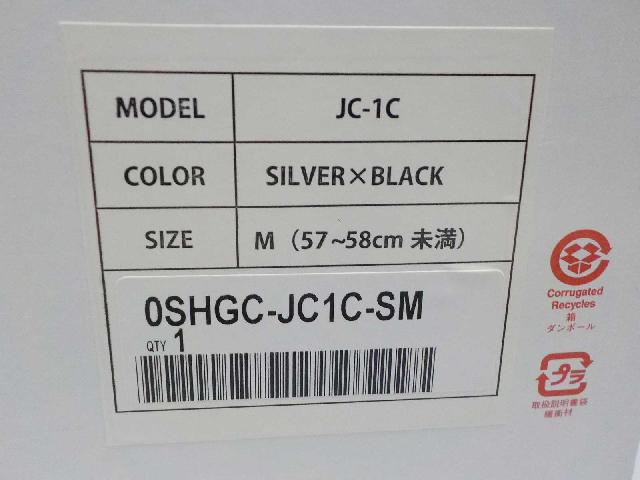 MODEL JC-1C
COLOR SILVER×BLACK
SIZE M（57~58cm 未満）
0SHGC-JC1C-SM
QTY 1
Corrugated
Recycles
箱
ダンボール
プラ
取扱説明書袋
緩衝材